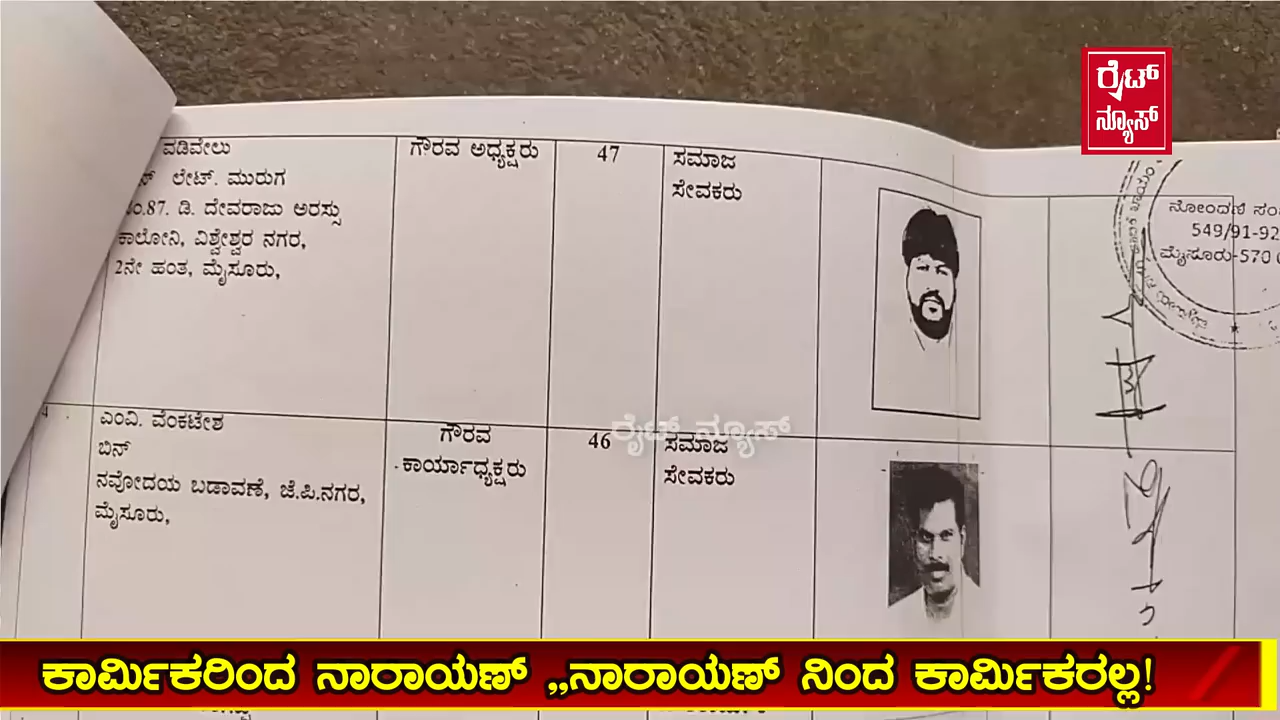 ರೈಟ್
ನ್ಯೂಸ್
ವಡಿವೇಲು
ಲೇಟ್. ಮುರುಗ
ನಂ.87. ಡಿ. ದೇವರಾಜು ಅರಸ್ಸು
ಕಾಲೋನಿ, ವಿಶ್ವೇಶ್ವರ ನಗರ,
2ನೇ ಹಂತ, ಮೈಸೂರು,
ಗೌರವ ಅಧ್ಯಕ್ಷರು
47
ಸಮಾಜ
ಸೇವಕರು
ನೋಂದಣಿ ಸಂ
549/91-92
ಮೈಸೂರು-570
4
ಎಂವಿ. ವೆಂಕಟೇಶ
ಬಿನ್
ನವೋದಯ ಬಡಾವಣೆ, ಜೆ.ಪಿ.ನಗರ,
ಮೈಸೂರು,
ಗೌರವ
ಕಾರ್ಯಾಧ್ಯಕ್ಷರು
46
ಸಮಾಜ
ಸೇವಕರು
ರೈಟ್ ನ್ಯೂಸ್
ಕಾರ್ಮಿಕರಿಂದ ನಾರಾಯಣ್ ,,ನಾರಾಯಣ್ ನಿಂದ ಕಾರ್ಮಿಕರಲ್ಲ!